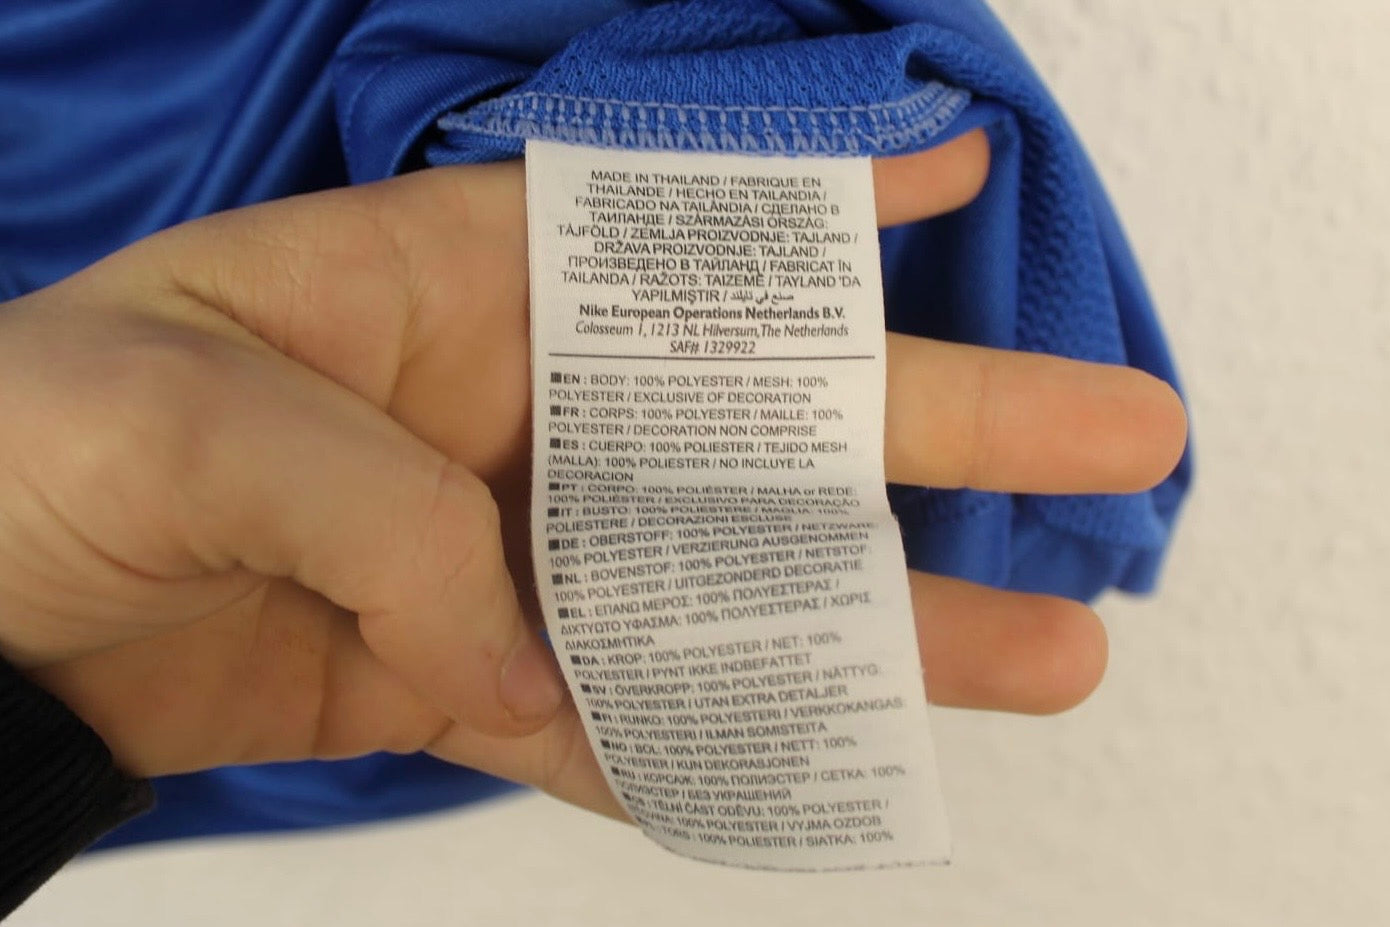 MADE IN THAILAND / FABRIQUE EN
THAILANDE / HECHO EN TAILANDIA /
FABRICADO NA TAILÂNDIA / СДЕЛАНО В
ТАИЛАНДЕ / SZÁRMAZÁSI ORSZÁG:
TÁJFÖLD / ZEMLJA PROIZVODNJE: TAJLAND /
DRŽAVA PROIZVODNJE: TAJLAND /
ПРОИЗВЕДЕНО В ТАЙЛАНД / FABRICAT ÎN
TAILANDA / RAŽOTS: TAIZEMĒ / TAYLAND 'DA
YAPILMIŞTIR / صنع في تايلند
Nike European Operations Netherlands B.V.
Colosseum 1, 1213 NL Hilversum, The Netherlands
SAF# 1329922
EN : BODY: 100% POLYESTER / MESH: 100%
POLYESTER / EXCLUSIVE OF DECORATION
FR : CORPS: 100% POLYESTER / MAILLE: 100%
POLYESTER / DECORATION NON COMPRISE
ES : CUERPO: 100% POLIESTER / TEJIDO MESH
(MALLA): 100% POLIESTER / NO INCLUYE LA
DECORACION
PT : CORPO: 100% POLIÉSTER / MALHA or REDE:
100% POLIÉSTER / EXCLUSIVO PARA DECORAÇÃO
IT : BUSTO: 100% POLIESTERE / MAGLIA: 100%
POLIESTERE / DECORAZIONI ESCLUSE
DE : OBERSTOFF: 100% POLYESTER / NETZWARE:
100% POLYESTER / VERZIERUNG AUSGENOMMEN
NL : BOVENSTOF: 100% POLYESTER / NETSTOF:
100% POLYESTER / UITGEZONDERD DECORATIE
EL : ΕΠΑΝΩ ΜΕΡΟΣ: 100% ΠΟΛΥΕΣΤΕΡΑΣ /
ΔΙΧΤΥΩΤΟ ΥΦΑΣΜΑ: 100% ΠΟΛΥΕΣΤΕΡΑΣ / ΧΩΡΙΣ
ΔΙΑΚΟΣΜΗΤΙΚΑ
DA : KROP: 100% POLYESTER / NET: 100%
POLYESTER / PYNT IKKE INDBEFATTET
SV : ÖVERKROPP: 100% POLYESTER / NÄTTYG:
100% POLYESTER / UTAN EXTRA DETALJER
FI : RUNKO: 100% POLYESTERI / VERKKOKANGAS:
100% POLYESTERI / ILMAN SOMISTEITA
NO : BOL: 100% POLYESTER / NETT: 100%
POLYESTER / KUN DEKORASJONEN
RU : КОРСАЖ: 100% ПОЛИЭСТЕР / СЕТКА: 100%
ПОЛИЭСТЕР / БЕЗ УКРАШЕНИЙ
CS : TĚLNÍ ČÁST ODĚVU: 100% POLYESTER /
100% POLYESTER / VYJMA OZDOB
PL : TORS : 100% POLIESTER / SIATKA: 100%